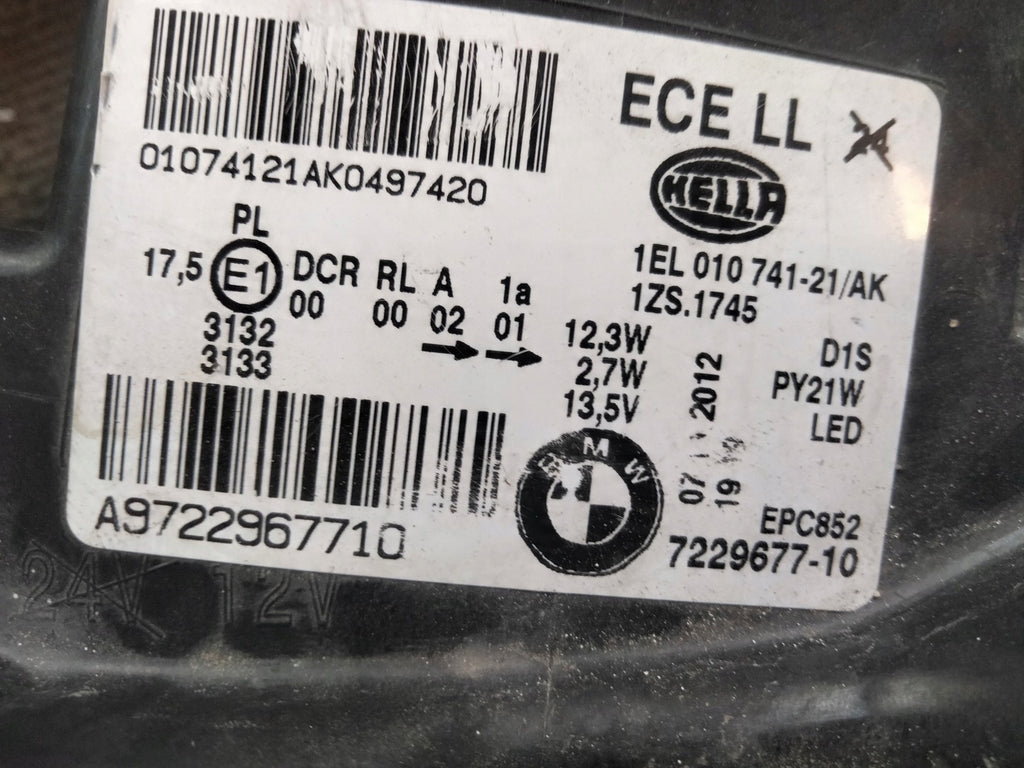 ECE LL
01074121AK0497420
HELLA
1EL 010 741-21/AK
1ZS.1745
PL
17,5 E1 DCR RL A 1a
00 00 02 01
3132
3133
12,3W
2,7W
13,5V
D1S
PY21W
LED
07 2012
19
BMW
EPC852
7229677-10
A9722967710
24V 12V